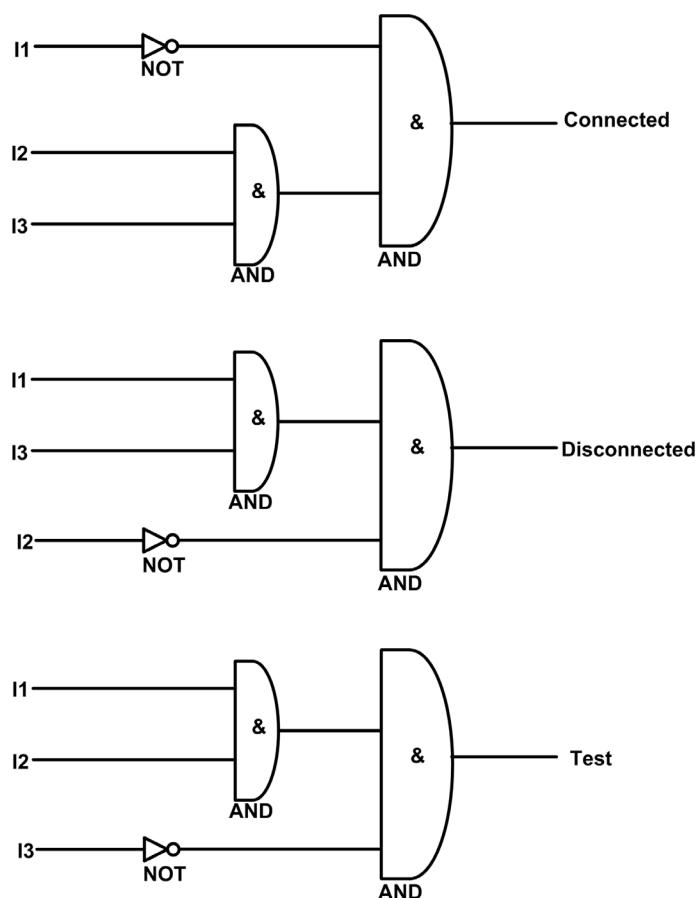 I1
NOT
&
Connected
I2
&
I3
AND
AND
I1
&
&
Disconnected
I3
AND
I2
NOT
AND
I1
&
&
Test
I2
AND
I3
NOT
AND